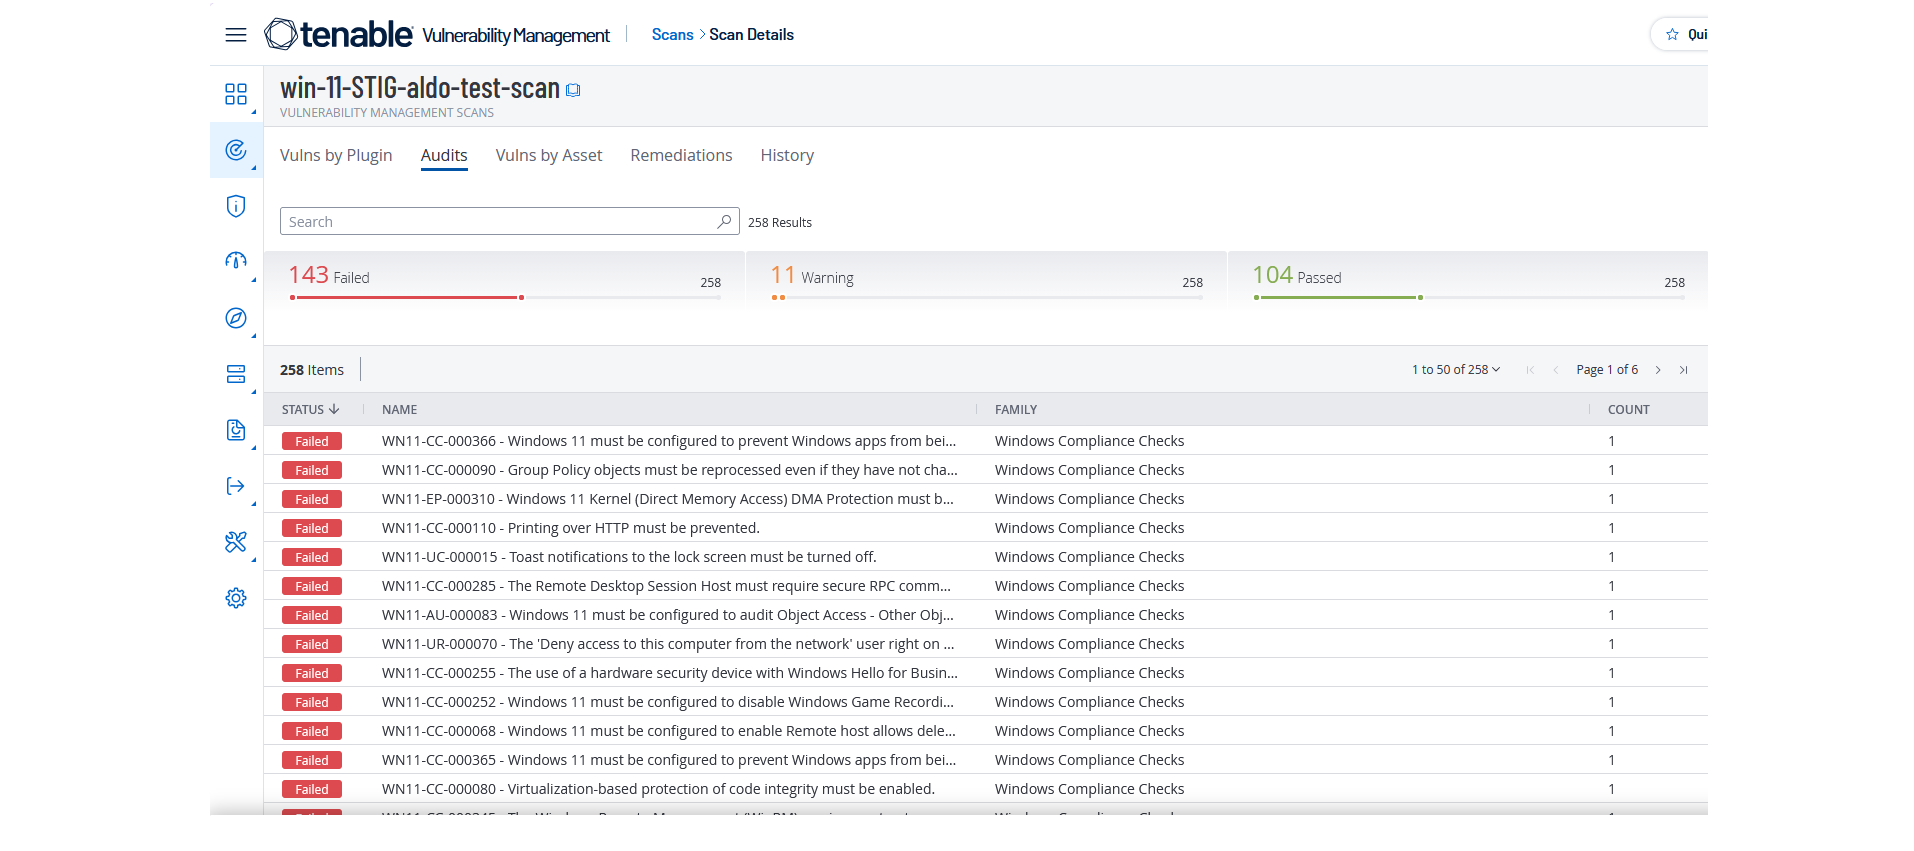 tenable Vulnerability Management Scans > Scan Details Qui
win-11-STIG-aldo-test-scan
VULNERABILITY MANAGEMENT SCANS
Vulns by Plugin Audits Vulns by Asset Remediations History
Search 258 Results
143 Failed 258 11 Warning 258 104 Passed 258
258 Items 1 to 50 of 258 Page 1 of 6
STATUS NAME FAMILY COUNT
Failed WN11-CC-000366 - Windows 11 must be configured to prevent Windows apps from bei... Windows Compliance Checks 1
Failed WN11-CC-000090 - Group Policy objects must be reprocessed even if they have not cha... Windows Compliance Checks 1
Failed WN11-EP-000310 - Windows 11 Kernel (Direct Memory Access) DMA Protection must b... Windows Compliance Checks 1
Failed WN11-CC-000110 - Printing over HTTP must be prevented. Windows Compliance Checks 1
Failed WN11-UC-000015 - Toast notifications to the lock screen must be turned off. Windows Compliance Checks 1
Failed WN11-CC-000285 - The Remote Desktop Session Host must require secure RPC comm... Windows Compliance Checks 1
Failed WN11-AU-000083 - Windows 11 must be configured to audit Object Access - Other Obj... Windows Compliance Checks 1
Failed WN11-UR-000070 - The 'Deny access to this computer from the network' user right on ... Windows Compliance Checks 1
Failed WN11-CC-000255 - The use of a hardware security device with Windows Hello for Busin... Windows Compliance Checks 1
Failed WN11-CC-000252 - Windows 11 must be configured to disable Windows Game Recordi... Windows Compliance Checks 1
Failed WN11-CC-000068 - Windows 11 must be configured to enable Remote host allows dele... Windows Compliance Checks 1
Failed WN11-CC-000365 - Windows 11 must be configured to prevent Windows apps from bei... Windows Compliance Checks 1
Failed WN11-CC-000080 - Virtualization-based protection of code integrity must be enabled. Windows Compliance Checks 1